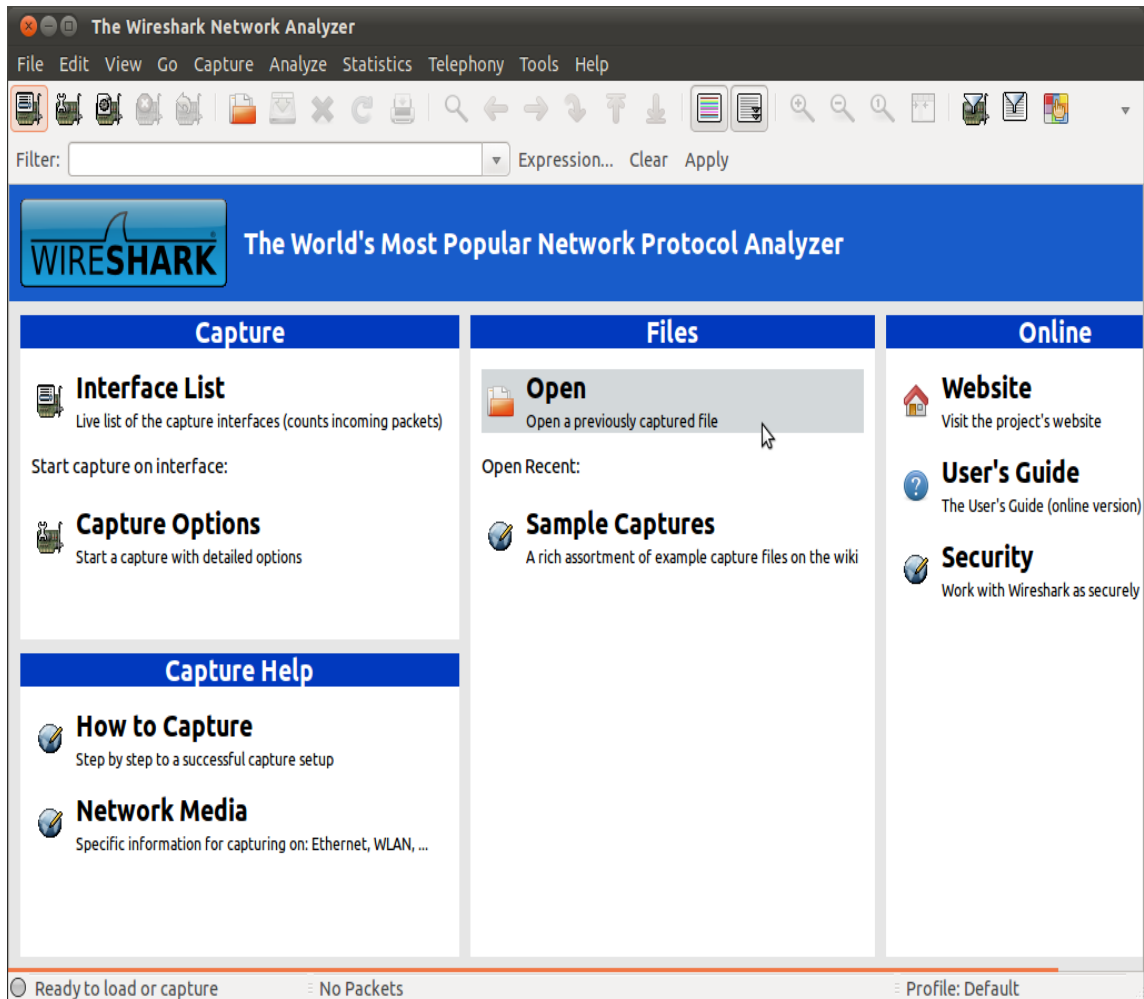 The Wireshark Network Analyzer
File Edit View Go Capture Analyze Statistics Telephony Tools Help
Filter:
Expression... Clear Apply
WIRESHARK
The World's Most Popular Network Protocol Analyzer
Capture
Interface List
Live list of the capture interfaces (counts incoming packets)
Start capture on interface:
Capture Options
Start a capture with detailed options
Capture Help
How to Capture
Step by step to a successful capture setup
Network Media
Specific information for capturing on: Ethernet, WLAN, ...
Files
Open
Open a previously captured file
Open Recent:
Sample Captures
A rich assortment of example capture files on the wiki
Online
Website
Visit the project's website
User's Guide
The User's Guide (online version)
Security
Work with Wireshark as securely
Ready to load or capture
No Packets
Profile: Default